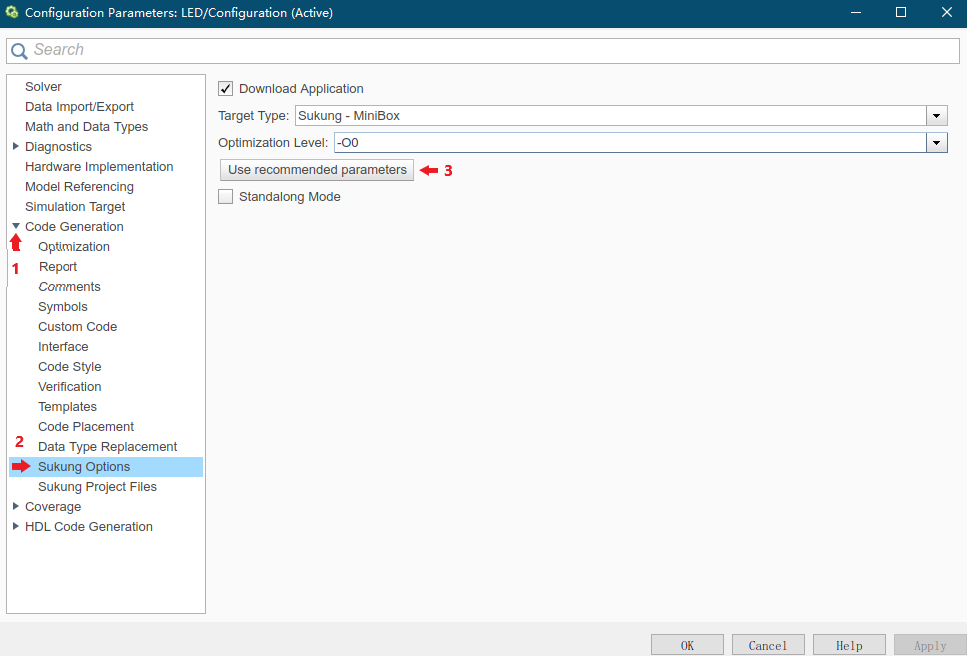 Configuration Parameters: LED/Configuration (Active)
Search
Solver
Data Import/Export
Math and Data Types
Diagnostics
Hardware Implementation
Model Referencing
Simulation Target
Code Generation
Optimization
1
Report
Comments
Symbols
Custom Code
Interface
Code Style
Verification
Templates
Code Placement
2
Data Type Replacement
Sukung Options
Sukung Project Files
Coverage
HDL Code Generation
Download Application
Target Type: Sukung - MiniBox
Optimization Level: -O0
Use recommended parameters 3
Standalong Mode
OK Cancel Help Apply